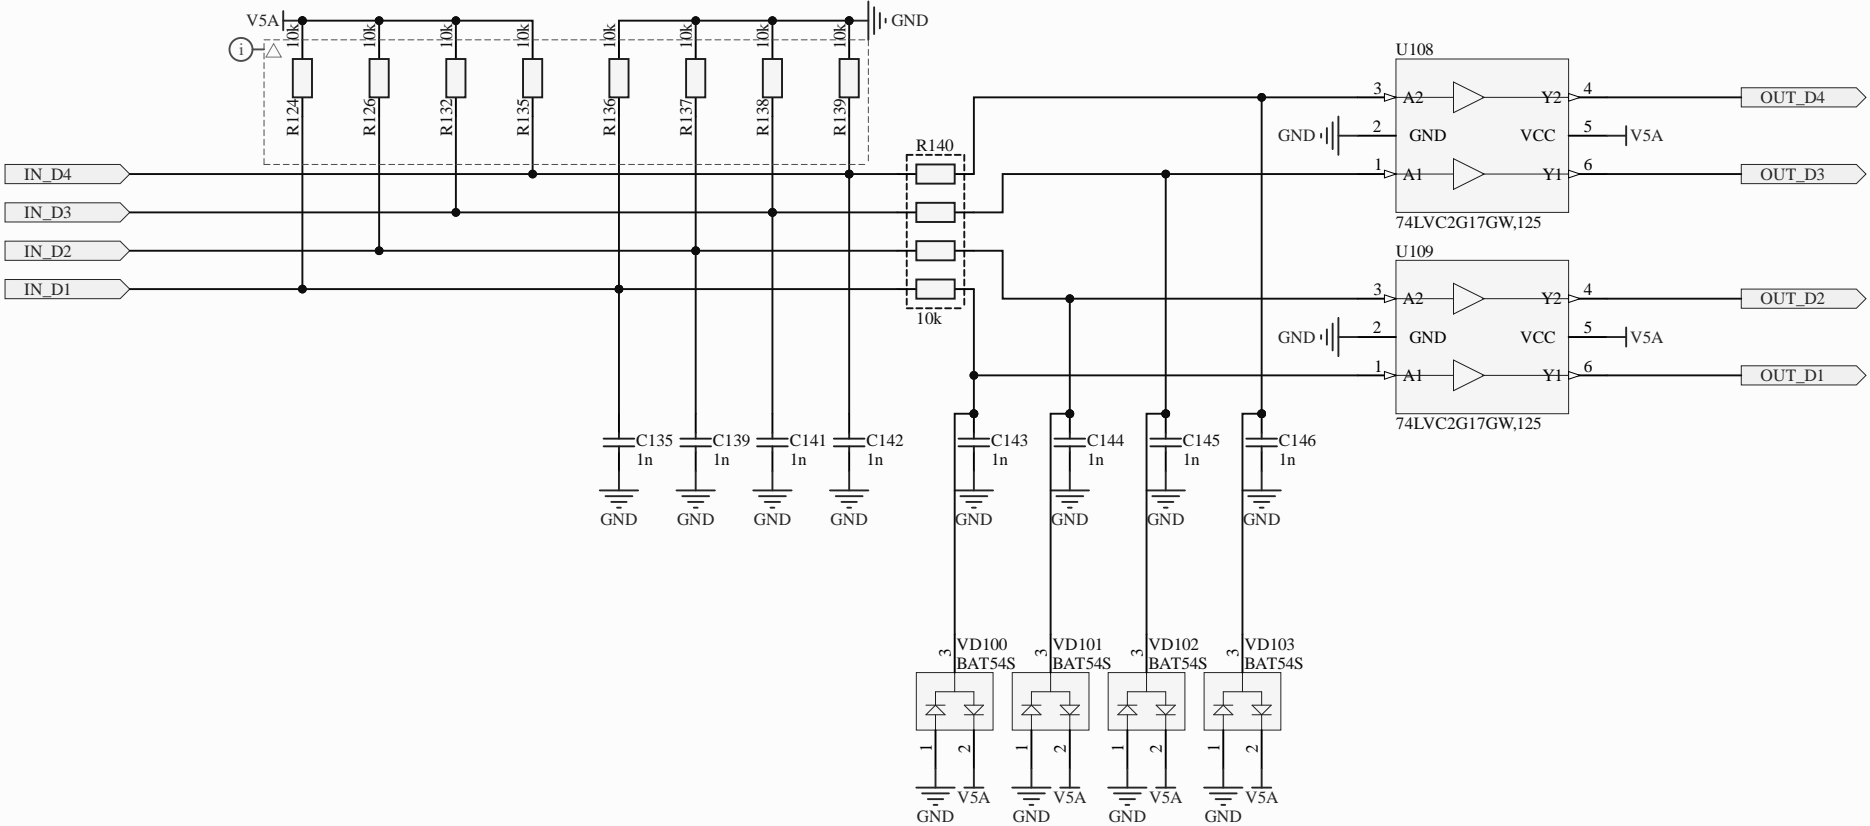 V5A
10k
10k
10k
10k
10k
10k
10k
10k
GND
i
R124
R126
R132
R135
R136
R137
R138
R139
IN_D4
IN_D3
IN_D2
IN_D1
R140
10k
U108
3 A2 Y2 4 OUT_D4
GND 2 GND VCC 5 V5A
1 A1 Y1 6 OUT_D3
74LVC2G17GW,125
U109
3 A2 Y2 4 OUT_D2
GND 2 GND VCC 5 V5A
1 A1 Y1 6 OUT_D1
74LVC2G17GW,125
C135
1n
GND
C139
1n
GND
C141
1n
GND
C142
1n
GND
C143
1n
GND
C144
1n
GND
C145
1n
GND
C146
1n
GND
VD100
BAT54S
3
1
2
GND
V5A
VD101
BAT54S
3
1
2
GND
V5A
VD102
BAT54S
3
1
2
GND
V5A
VD103
BAT54S
3
1
2
GND
V5A